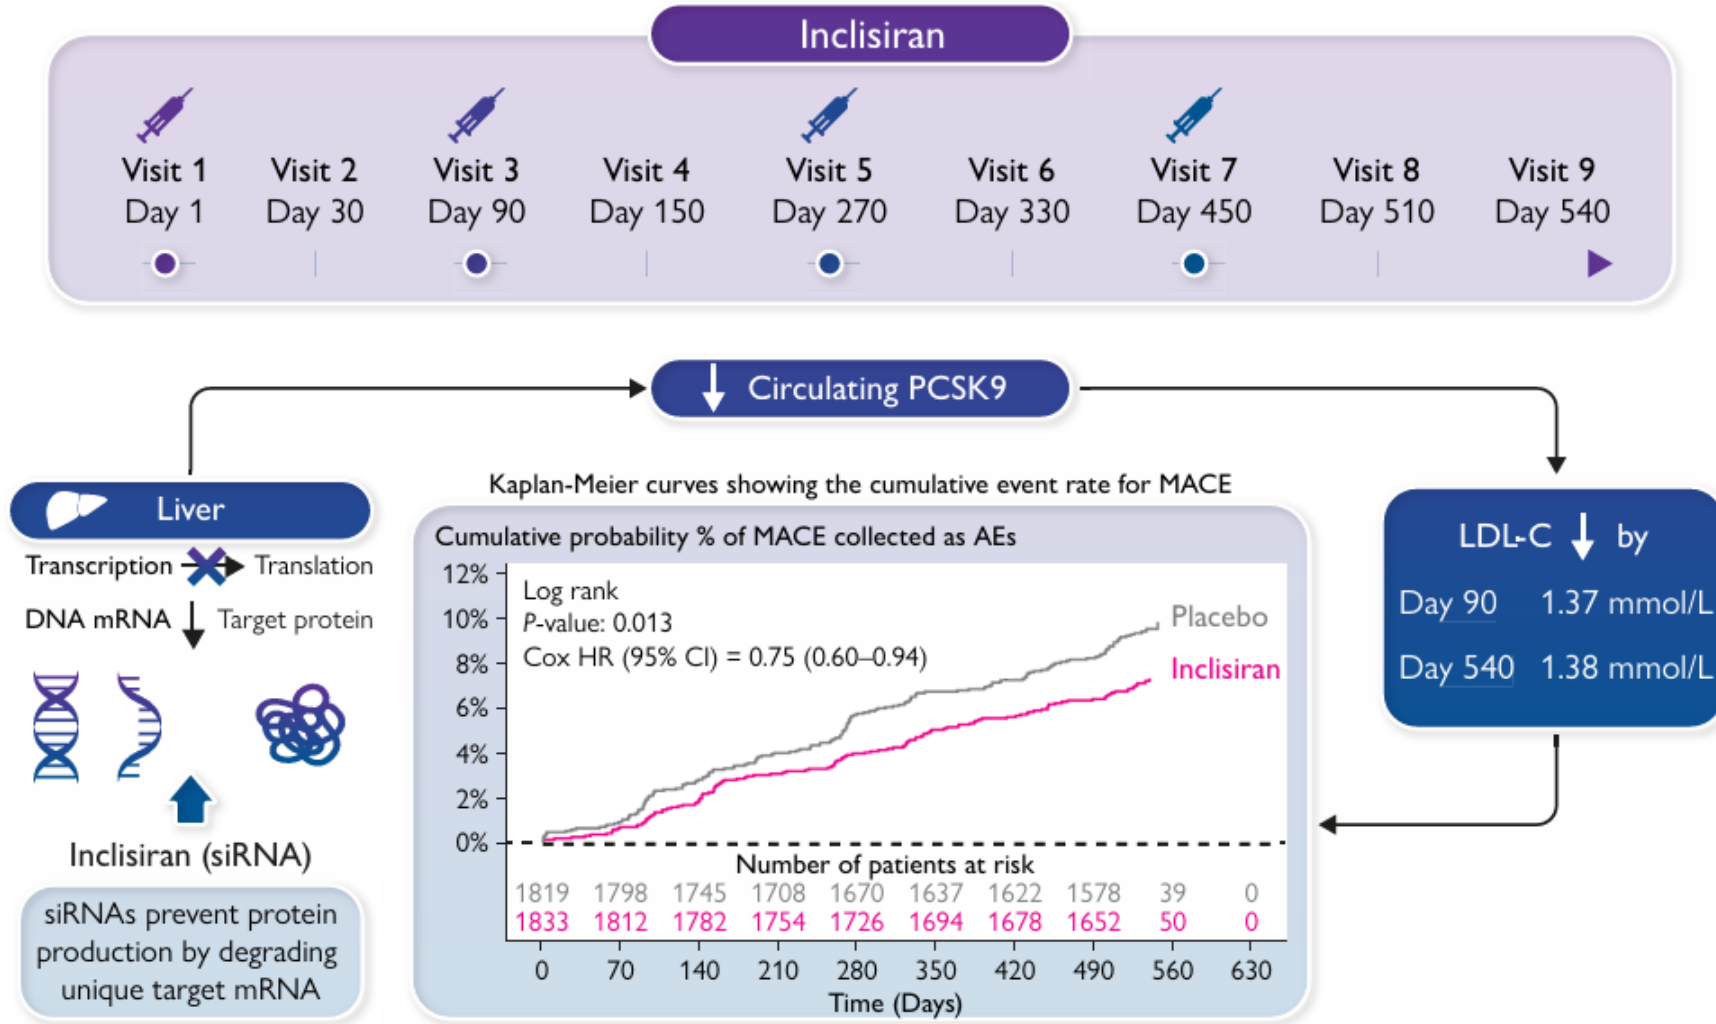 Inclisiran
Visit 1 Visit 2 Visit 3 Visit 4 Visit 5 Visit 6 Visit 7 Visit 8 Visit 9
Day 1 Day 30 Day 90 Day 150 Day 270 Day 330 Day 450 Day 510 Day 540
Circulating PCSK9
Liver
Transcription Translation
DNA mRNA Target protein
Inclisiran (siRNA)
siRNAs prevent protein
production by degrading
unique target mRNA
Kaplan-Meier curves showing the cumulative event rate for MACE
Cumulative probability % of MACE collected as AEs
12%
10%
8%
6%
4%
2%
0%
Log rank
P-value: 0.013
Cox HR (95% CI) = 0.75 (0.60–0.94)
Placebo
Inclisiran
Number of patients at risk
1819 1798 1745 1708 1670 1637 1622 1578 39 0
1833 1812 1782 1754 1726 1694 1678 1652 50 0
0 70 140 210 280 350 420 490 560 630
Time (Days)
LDL-C by
Day 90 1.37 mmol/L
Day 540 1.38 mmol/L